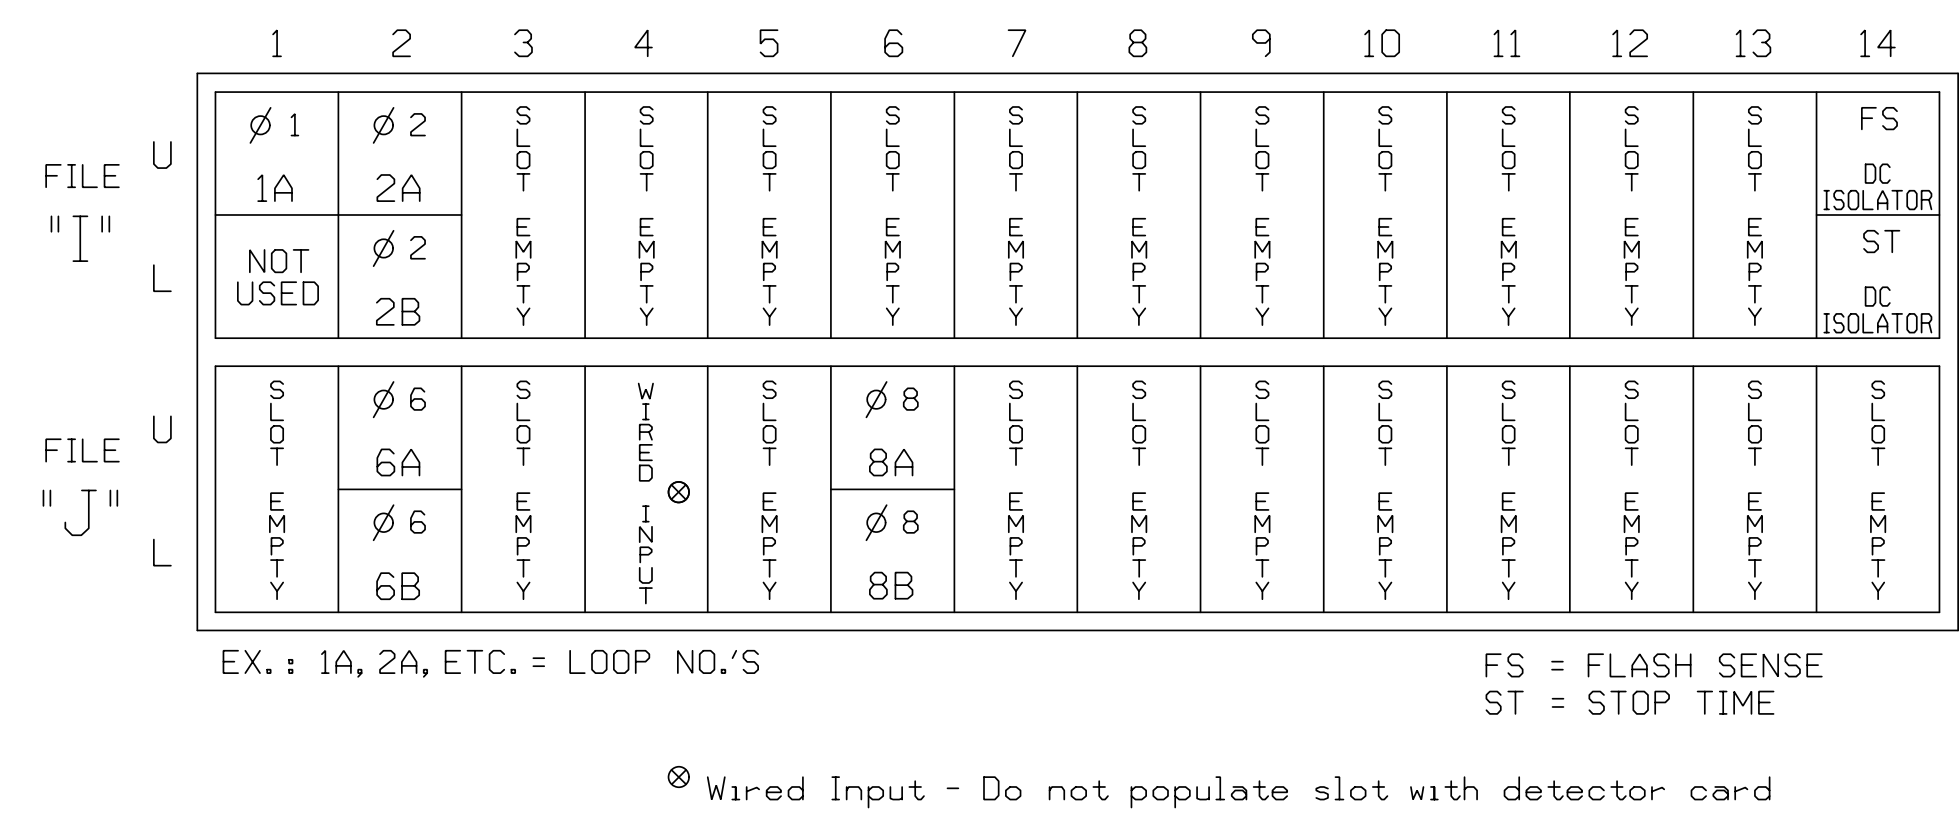 1 2 3 4 5 6 7 8 9 10 11 12 13 14
FILE "I"
U
L
Ø 1
1A
NOT
USED
Ø 2
2A
Ø 2
2B
SLOT EMPTY
SLOT EMPTY
SLOT EMPTY
SLOT EMPTY
SLOT EMPTY
SLOT EMPTY
SLOT EMPTY
SLOT EMPTY
SLOT EMPTY
SLOT EMPTY
SLOT EMPTY
FS
DC
ISOLATOR
ST
DC
ISOLATOR
FILE "J"
U
L
SLOT EMPTY
Ø 6
6A
Ø 6
6B
SLOT EMPTY
WIRED INPUT ⊗
SLOT EMPTY
Ø 8
8A
Ø 8
8B
SLOT EMPTY
SLOT EMPTY
SLOT EMPTY
SLOT EMPTY
SLOT EMPTY
SLOT EMPTY
SLOT EMPTY
SLOT EMPTY
EX.: 1A, 2A, ETC. = LOOP NO.'S
FS = FLASH SENSE
ST = STOP TIME
⊗ Wired Input - Do not populate slot with detector card